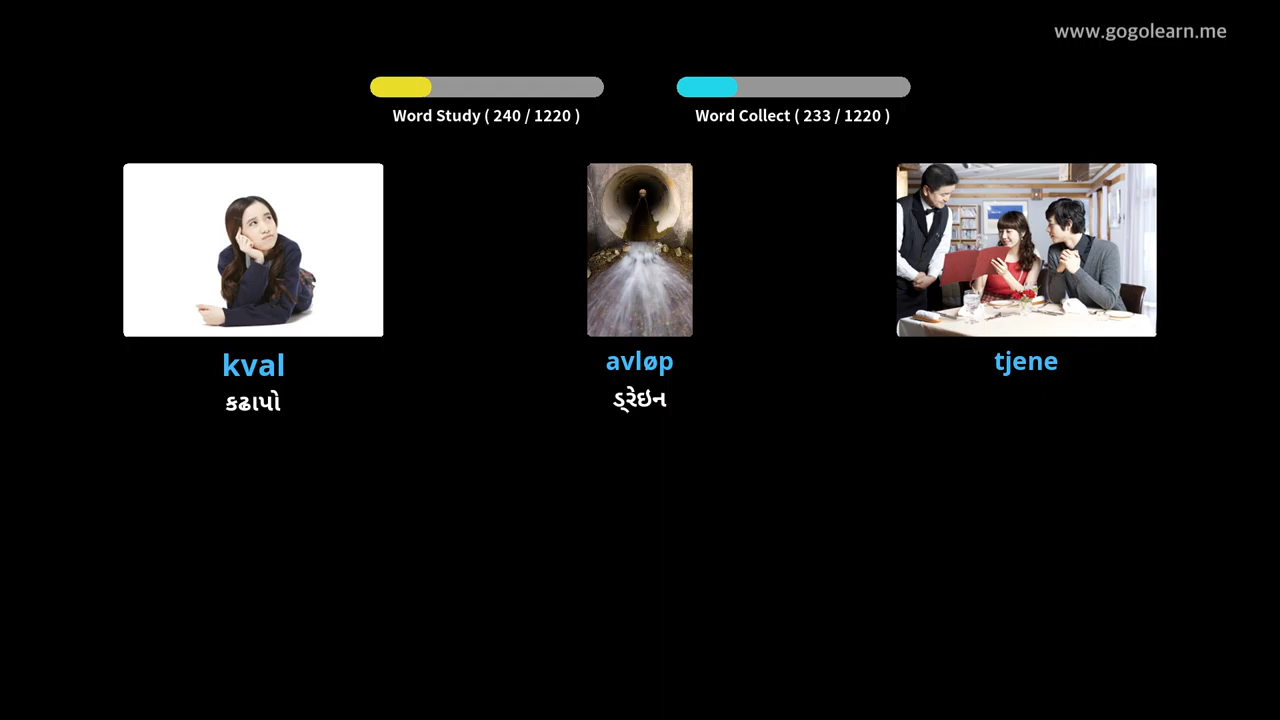 www.gogolearn.me
Word Study ( 240 / 1220 )
Word Collect ( 233 / 1220 )
kval
avløp
tjene
કઢાપો
ડ્રેઇન